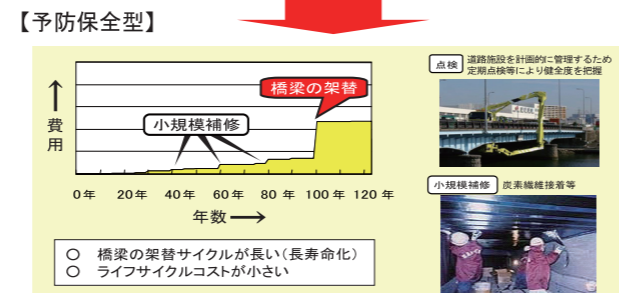 【予防保全型】
点検
道路施設を計画的に管理するため
定期点検等により健全度を把握
橋梁の架替
小規模補修
費用
0年 20年 40年 60年 80年 100年 120年
年数
小規模補修
炭素繊維接着等
○ 橋梁の架替サイクルが長い（長寿命化）
○ ライフサイクルコストが小さい